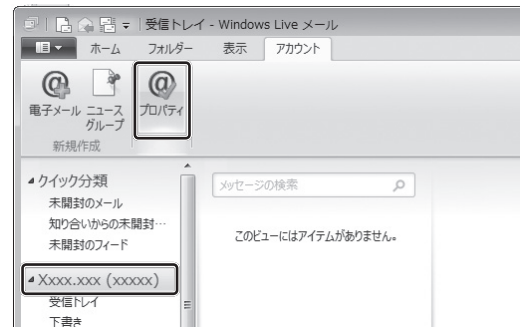 受信トレイ - Windows Live メール
ホーム フォルダー 表示 アカウント
電子メール ニュースグループ プロパティ
新規作成
クイック分類
メッセージの検索
未開封のメール
知り合いからの未開封…
このビューにはアイテムがありません。
未開封のフィード
Xxxx.xxx (xxxxx)
受信トレイ
下書き